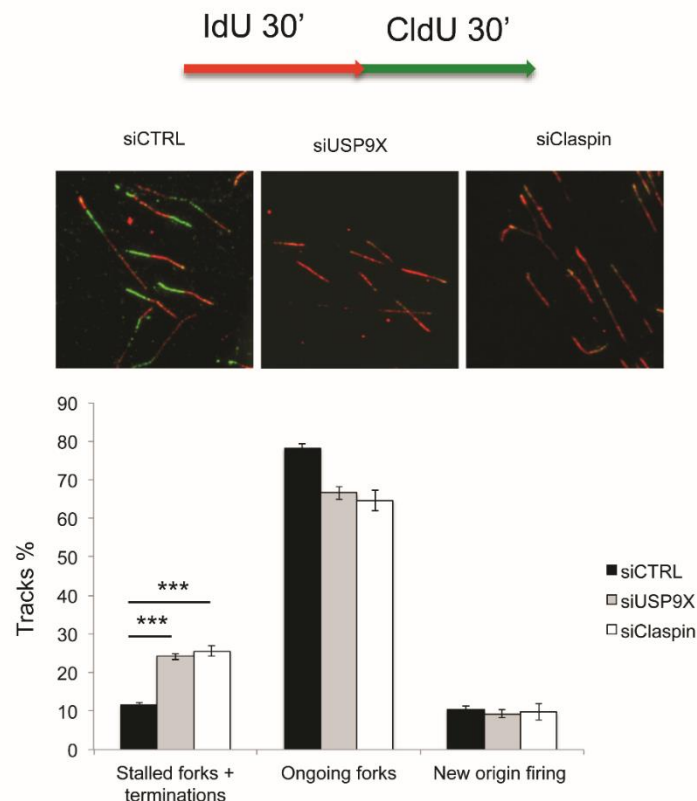 IdU 30’ CldU 30’
siCTRL siUSP9X siClaspin
90
80
70
60
50
40
30
20
10
0
Tracks %
***
***
siCTRL
siUSP9X
siClaspin
Stalled forks + Ongoing forks New origin firing
terminations